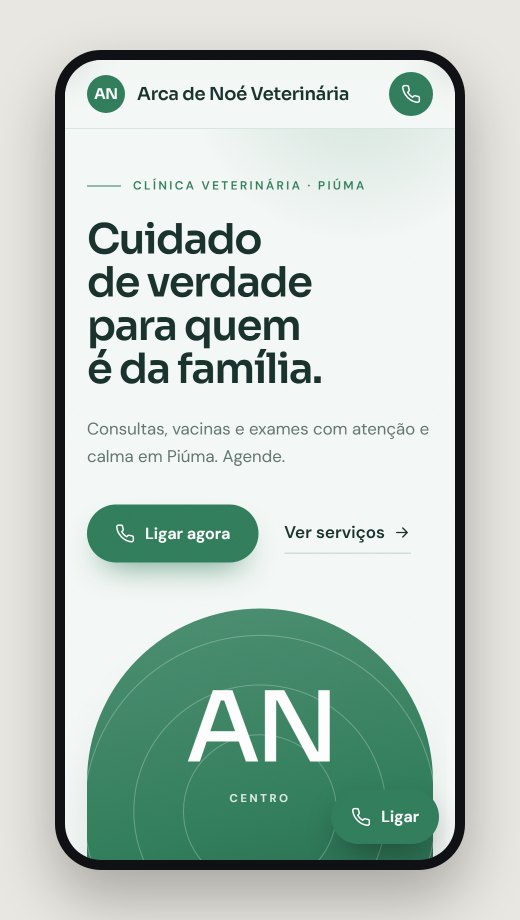 AN Arca de Noé Veterinária
CLÍNICA VETERINÁRIA · PIÚMA
Cuidado
de verdade
para quem
é da família.
Consultas, vacinas e exames com atenção e
calma em Piúma. Agende.
Ligar agora
Ver serviços →
AN
CENTRO
Ligar